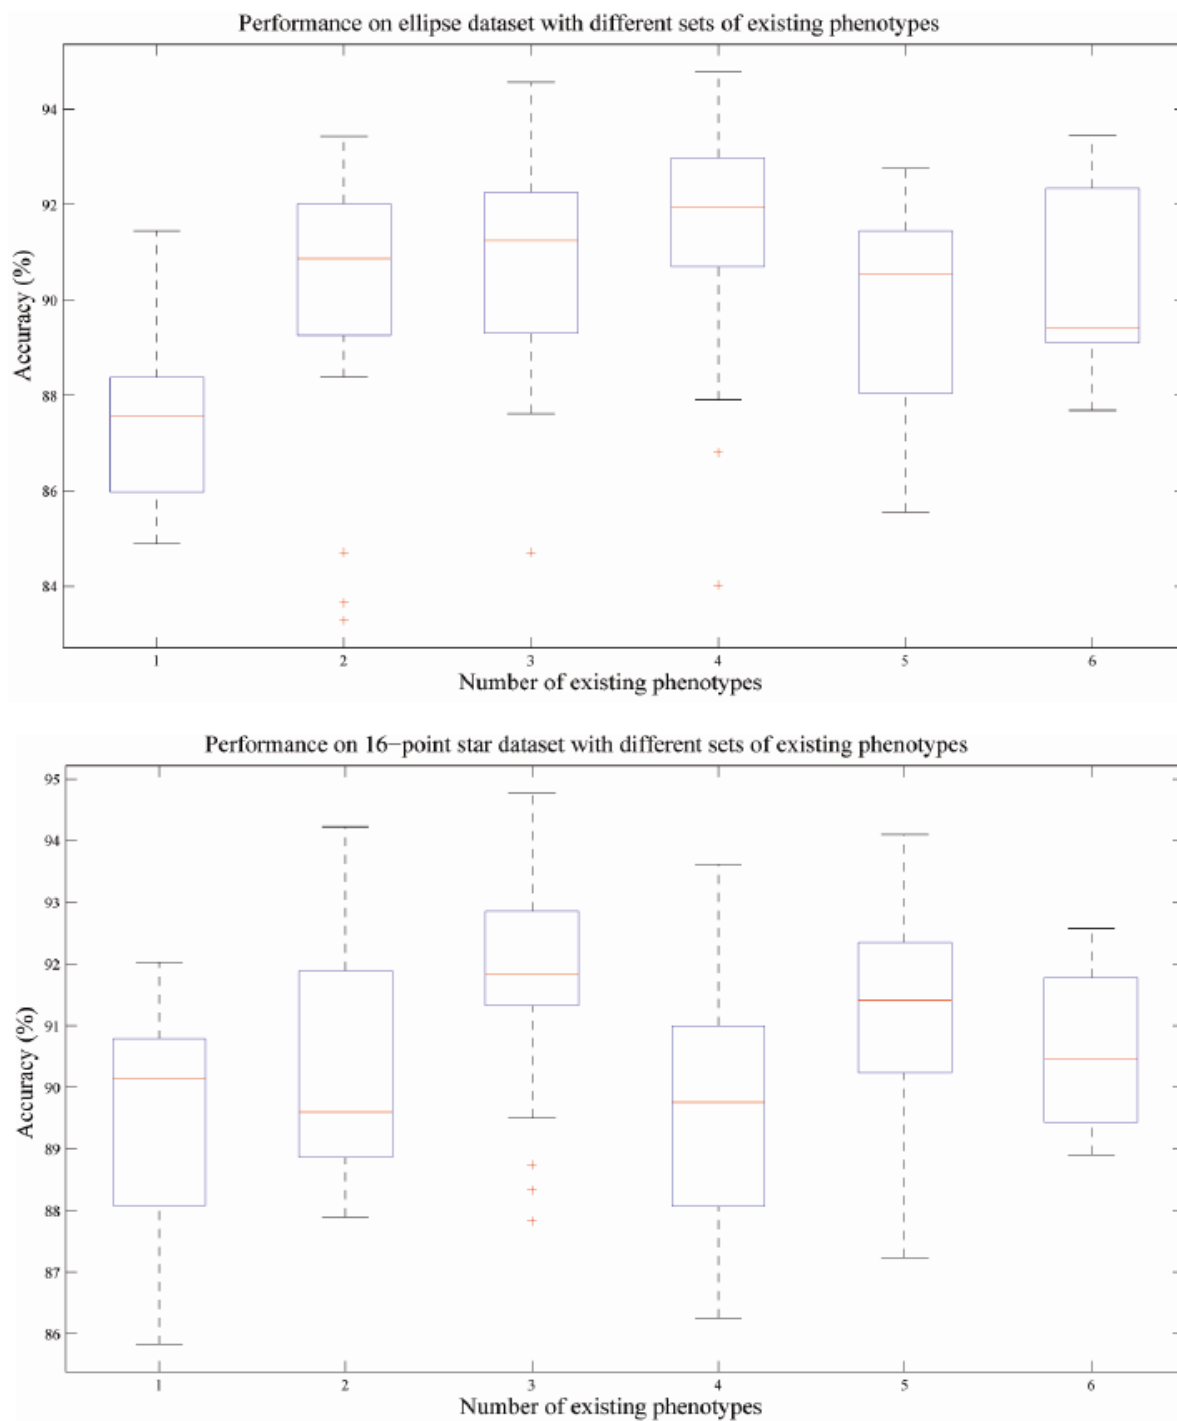 Performance on ellipse dataset with different sets of existing phenotypes
94
92
90
88
86
84
Accuracy (%)
1 2 3 4 5 6
Number of existing phenotypes
Performance on 16−point star dataset with different sets of existing phenotypes
95
94
93
92
91
90
89
88
87
86
Accuracy (%)
1 2 3 4 5 6
Number of existing phenotypes